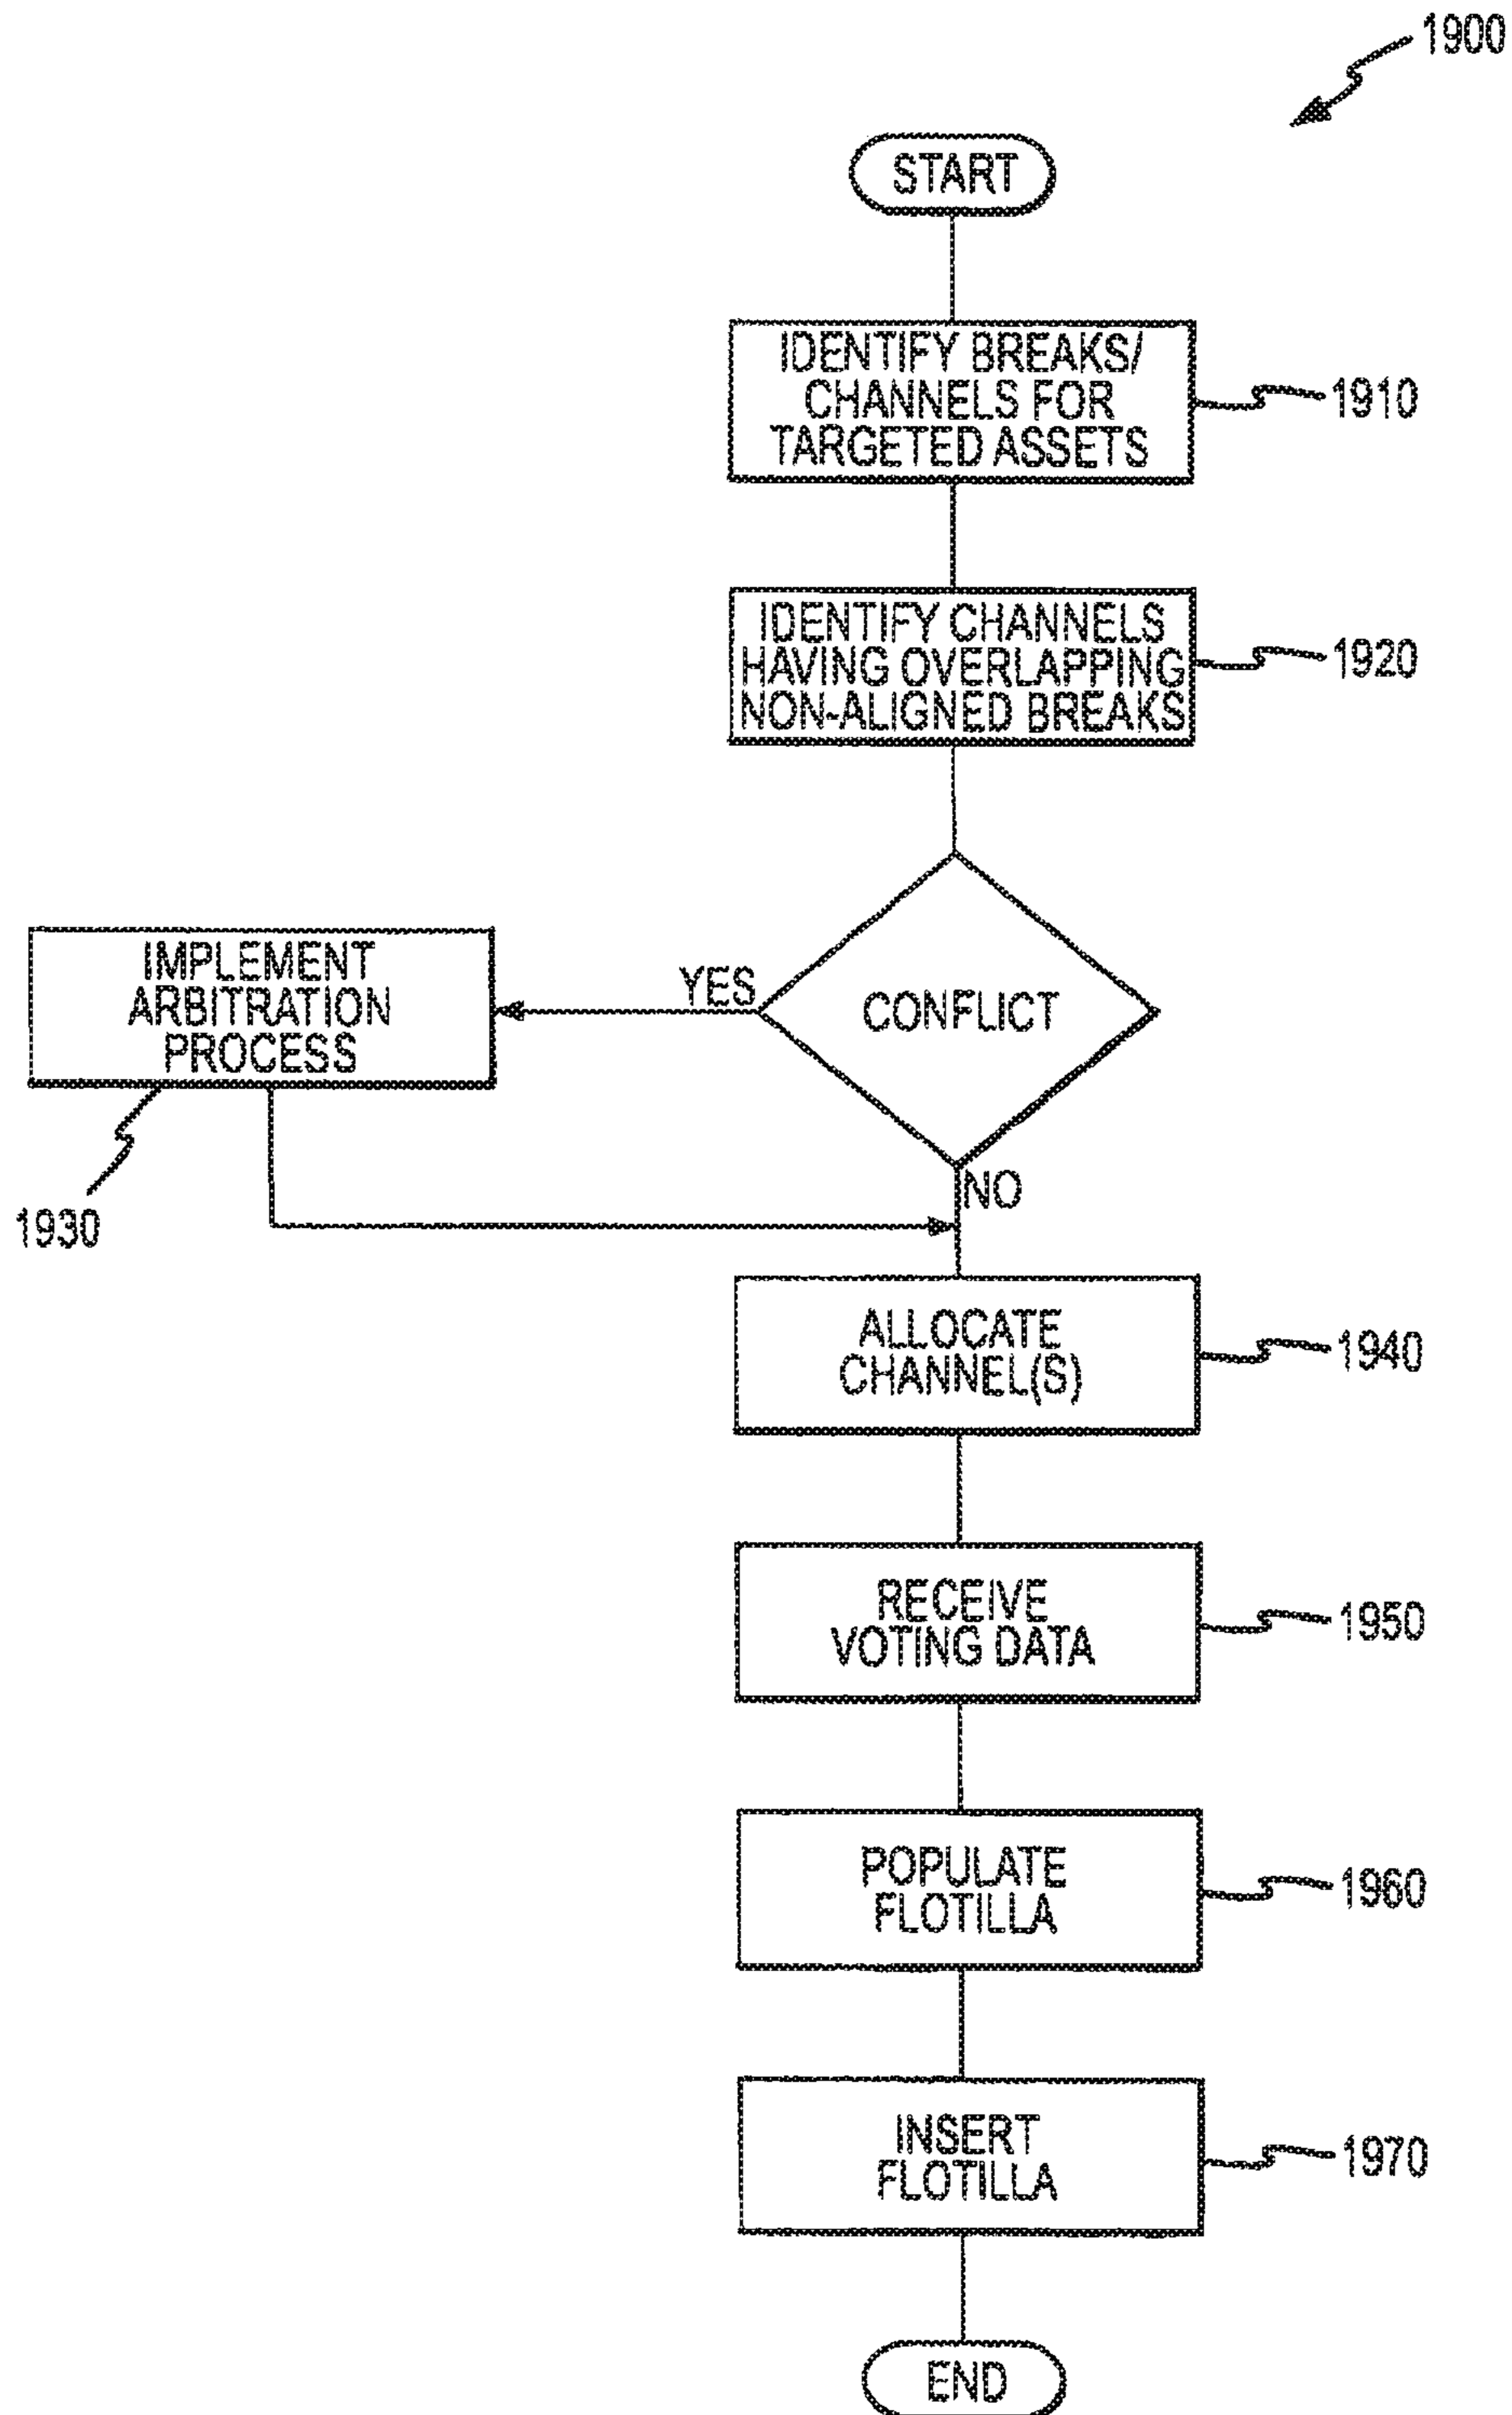 1900
START
IDENTIFY BREAKS/
CHANNELS FOR
TARGETED ASSETS
1910
IDENTIFY CHANNELS
HAVING OVERLAPPING
NON-ALIGNED BREAKS
1920
CONFLICT
YES
IMPLEMENT
ARBITRATION
PROCESS
NO
1930
ALLOCATE
CHANNEL(S)
1940
RECEIVE
VOTING DATA
1950
POPULATE
FLOTILLA
1960
INSERT
FLOTILLA
1970
END